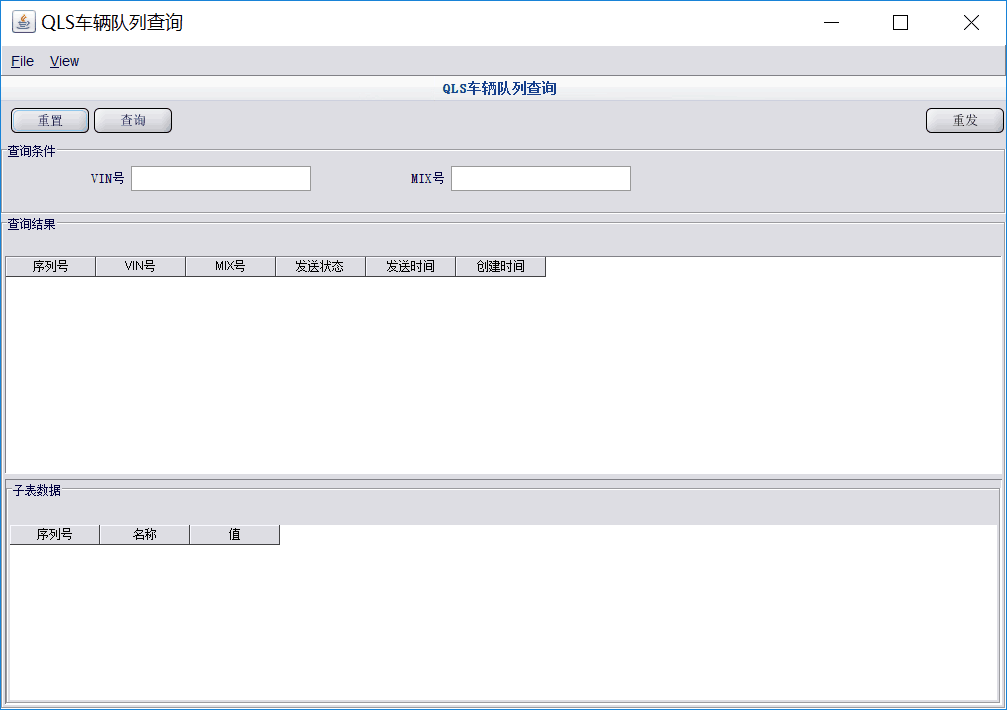 QLS车辆队列查询
File View
QLS车辆队列查询
重置 查询 重发
查询条件
VIN号 MIX号
查询结果
序列号 VIN号 MIX号 发送状态 发送时间 创建时间
子表数据
序列号 名称 值